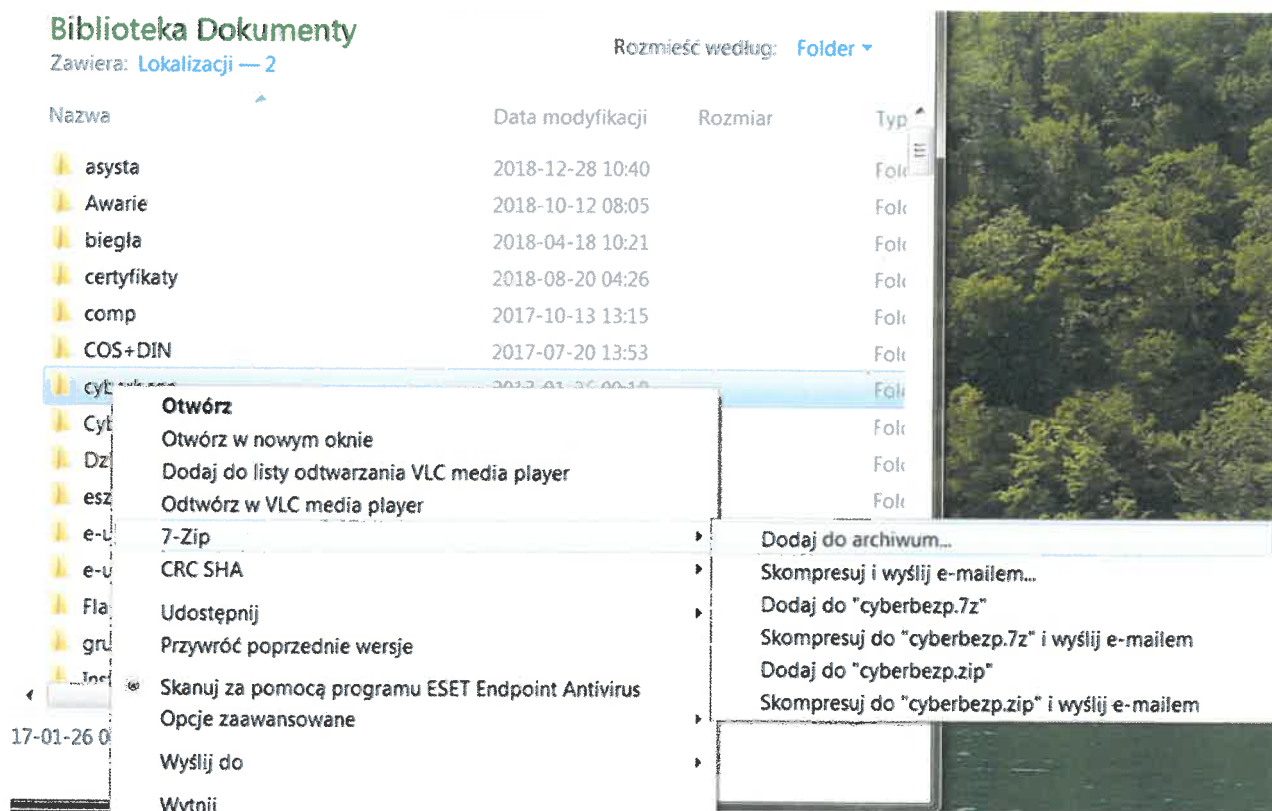 Biblioteka Dokumenty
Zawiera: Lokalizacji — 2
Rozmieść według: Folder
Nazwa Data modyfikacji Rozmiar Typ
asysta 2018-12-28 10:40
Awarie 2018-10-12 08:05
biegła 2018-04-18 10:21
certyfikaty 2018-08-20 04:26
comp 2017-10-13 13:15
COS+DIN 2017-07-20 13:53
Otwórz
Otwórz w nowym oknie
Dodaj do listy odtwarzania VLC media player
Odtwórz w VLC media player
7-Zip
CRC SHA
Udostępnij
Przywróć poprzednie wersje
Skanuj za pomocą programu ESET Endpoint Antivirus
Opcje zaawansowane
Wyślij do
Wytnij
Dodaj do archiwum...
Skompresuj i wyślij e-mailem...
Dodaj do "cyberbezp.7z"
Skompresuj do "cyberbezp.7z" i wyślij e-mailem
Dodaj do "cyberbezp.zip"
Skompresuj do "cyberbezp.zip" i wyślij e-mailem
17-01-26